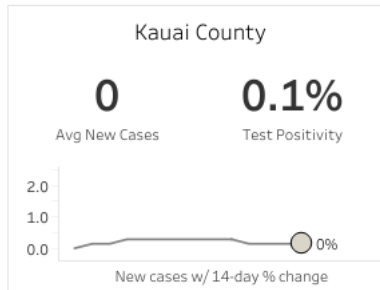 Kauai County
0 0.1%
Avg New Cases Test Positivity
2.0
1.0
0.0
0%
New cases w/ 14-day % change